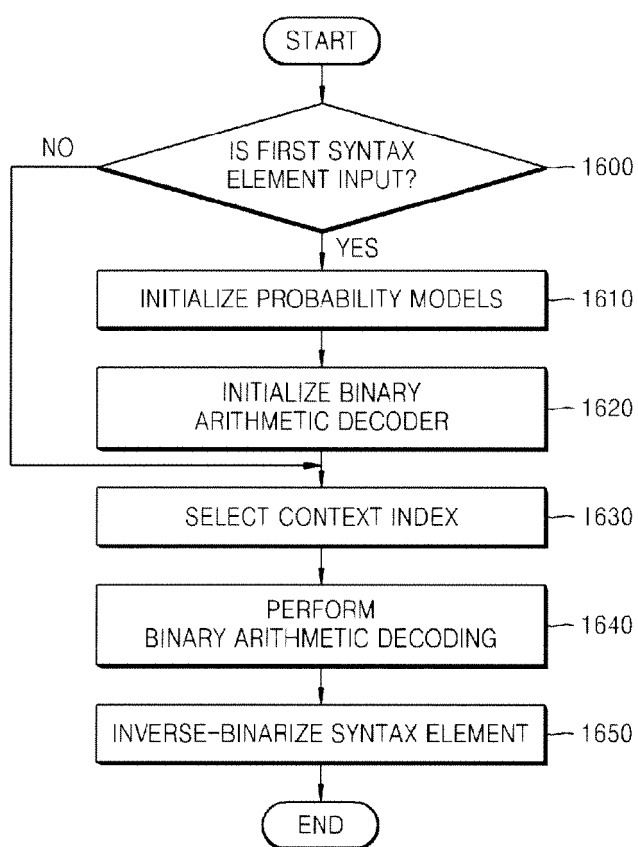 START
IS FIRST SYNTAX
ELEMENT INPUT?
1600
NO
YES
INITIALIZE PROBABILITY MODELS
1610
INITIALIZE BINARY
ARITHMETIC DECODER
1620
SELECT CONTEXT INDEX
1630
PERFORM
BINARY ARITHMETIC DECODING
1640
INVERSE-BINARIZE SYNTAX ELEMENT
1650
END